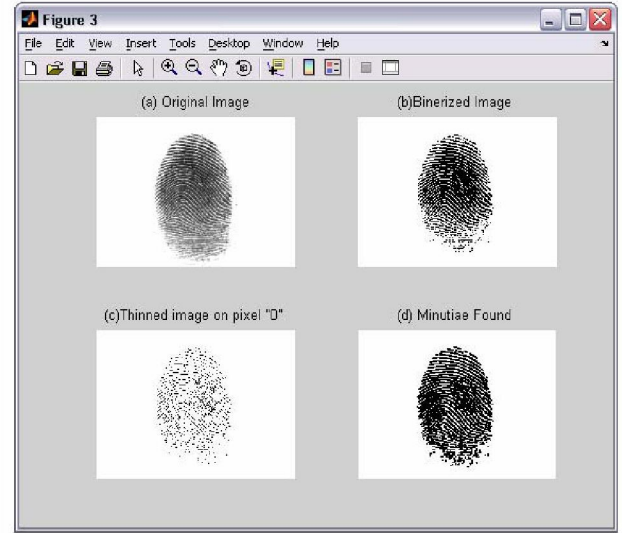 Figure 3
File Edit View Insert Tools Desktop Window Help
(a) Original Image
(b)Binerized Image
(c)Thinned image on pixel "0"
(d) Minutiae Found